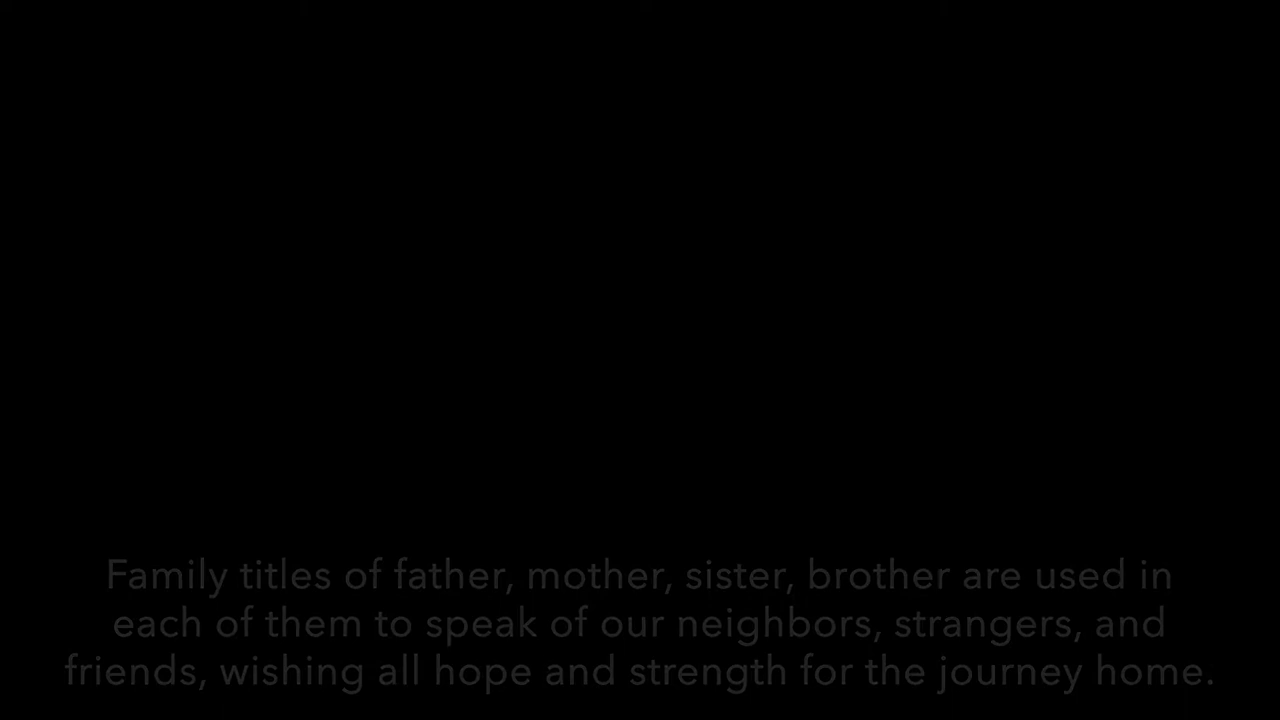 Family titles of father, mother, sister, brother are used in
each of them to speak of our neighbors, strangers, and
friends, wishing all hope and strength for the journey home.